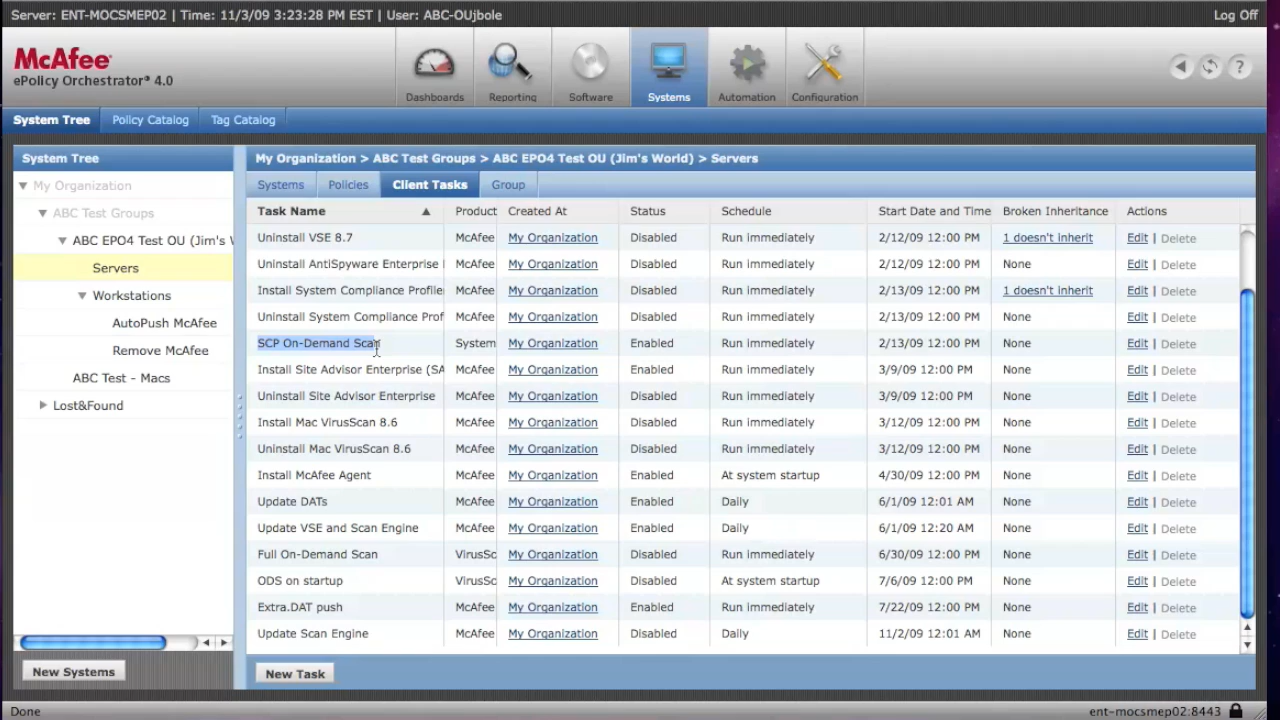 Server: ENT-MOCSMEP02 | Time: 11/3/09 3:23:28 PM EST | User: ABC-OUjbole Log Off
McAfee®
ePolicy Orchestrator® 4.0
Dashboards Reporting Software Systems Automation Configuration ?
System Tree Policy Catalog Tag Catalog
System Tree
My Organization
ABC Test Groups
ABC EPO4 Test OU (Jim's W
Servers
Workstations
AutoPush McAfee
Remove McAfee
ABC Test - Macs
Lost&Found
New Systems
My Organization > ABC Test Groups > ABC EPO4 Test OU (Jim's World) > Servers
Systems Policies Client Tasks Group
Task Name Product Created At Status Schedule Start Date and Time Broken Inheritance Actions
Uninstall VSE 8.7 McAfee My Organization Disabled Run immediately 2/12/09 12:00 PM 1 doesn't inherit Edit | Delete
Uninstall AntiSpyware Enterprise McAfee My Organization Disabled Run immediately 2/12/09 12:00 PM None Edit | Delete
Install System Compliance Profile McAfee My Organization Disabled Run immediately 2/13/09 12:00 PM 1 doesn't inherit Edit | Delete
Uninstall System Compliance Prof McAfee My Organization Disabled Run immediately 2/13/09 12:00 PM None Edit | Delete
SCP On-Demand Scan System My Organization Enabled Run immediately 2/13/09 12:00 PM None Edit | Delete
Install Site Advisor Enterprise (SA McAfee My Organization Enabled Run immediately 3/9/09 12:00 PM None Edit | Delete
Uninstall Site Advisor Enterprise McAfee My Organization Disabled Run immediately 3/9/09 12:00 PM None Edit | Delete
Install Mac VirusScan 8.6 McAfee My Organization Disabled Run immediately 3/12/09 12:00 PM None Edit | Delete
Uninstall Mac VirusScan 8.6 McAfee My Organization Disabled Run immediately 3/12/09 12:00 PM None Edit | Delete
Install McAfee Agent McAfee My Organization Enabled At system startup 4/30/09 12:00 PM None Edit | Delete
Update DATs McAfee My Organization Enabled Daily 6/1/09 12:01 AM None Edit | Delete
Update VSE and Scan Engine McAfee My Organization Enabled Daily 6/1/09 12:20 AM None Edit | Delete
Full On-Demand Scan VirusSc My Organization Disabled Run immediately 6/30/09 12:00 PM None Edit | Delete
ODS on startup VirusSc My Organization Disabled At system startup 7/6/09 12:00 PM None Edit | Delete
Extra.DAT push McAfee My Organization Enabled Run immediately 7/22/09 12:00 PM None Edit | Delete
Update Scan Engine McAfee My Organization Disabled Daily 11/2/09 12:01 AM None Edit | Delete
New Task
Done ent-mocsmep02:8443